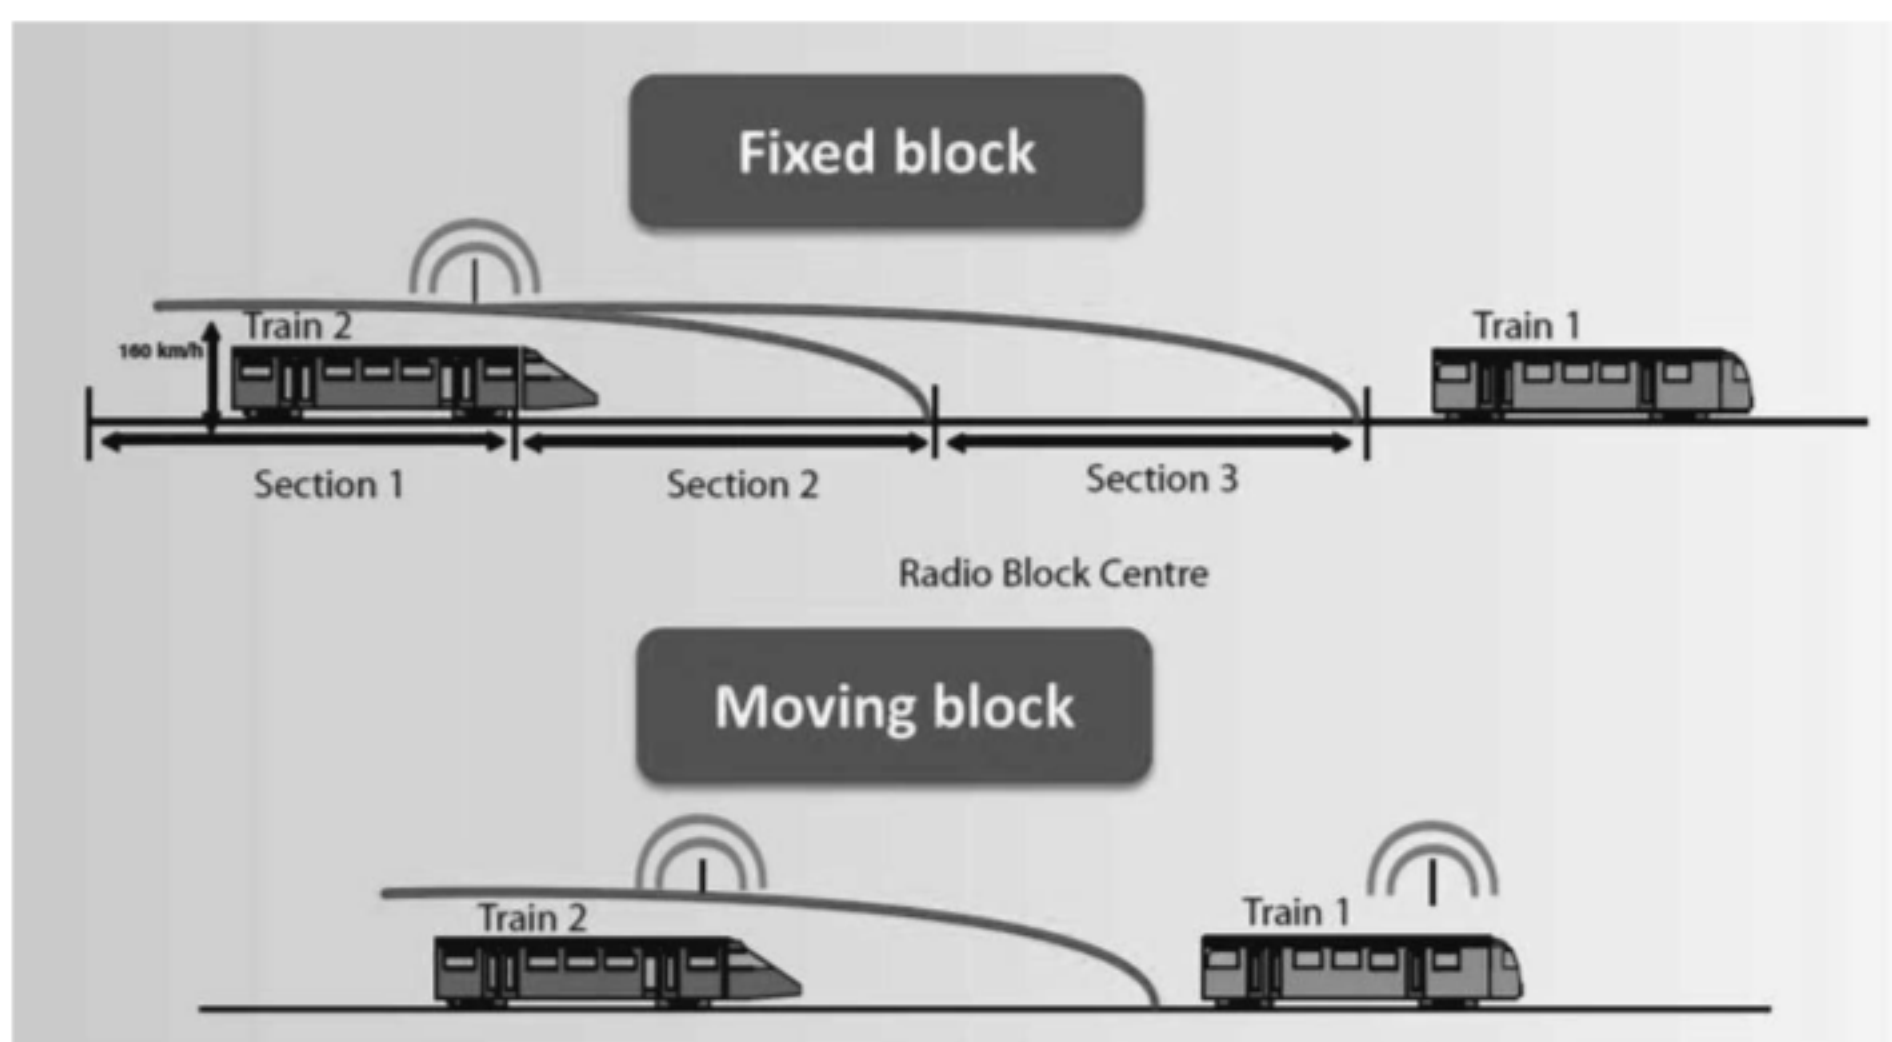 Fixed block
Train 2
Train 1
160 km/h
Section 1
Section 2
Section 3
Radio Block Centre
Moving block
Train 2
Train 1